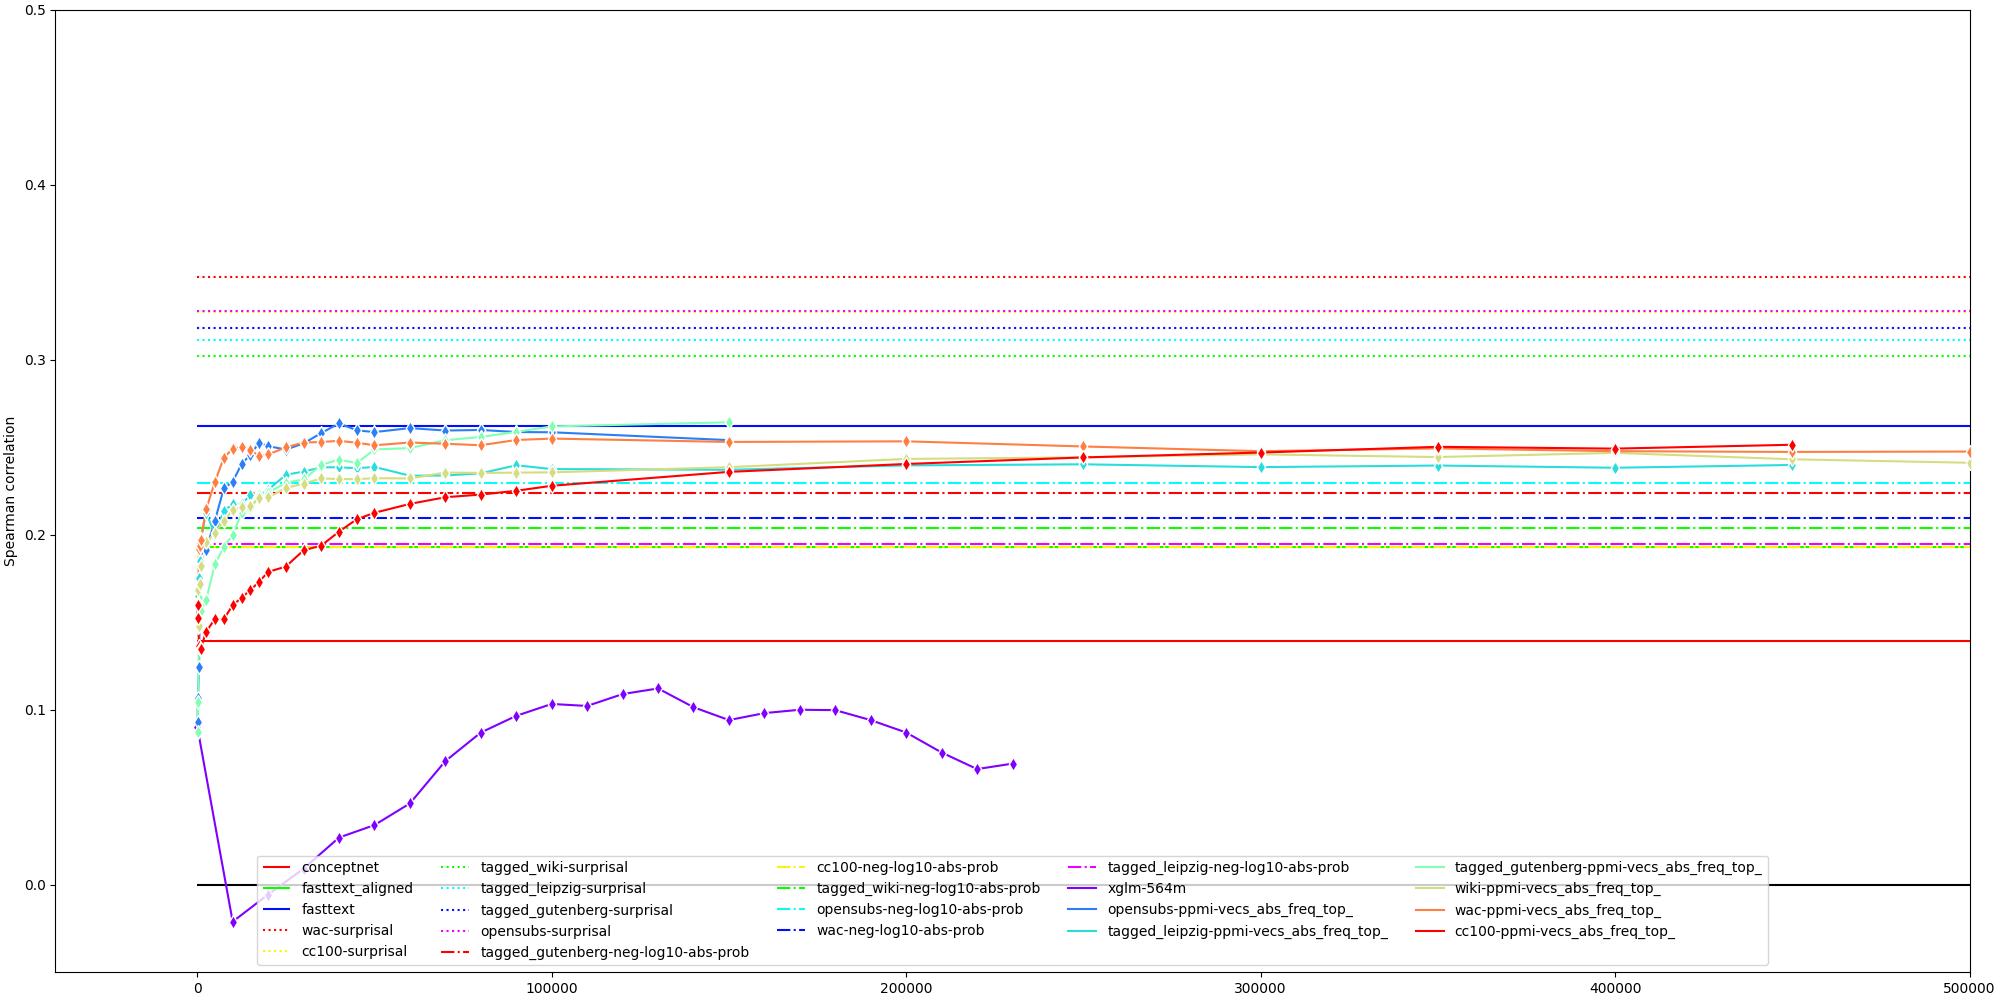 0.5
0.4
0.3
0.2
0.1
0.0
Spearman correlation
conceptnet
fasttext_aligned
fasttext
wac-surprisal
cc100-surprisal
tagged_wiki-surprisal
tagged_leipzig-surprisal
tagged_gutenberg-surprisal
opensubs-surprisal
tagged_gutenberg-neg-log10-abs-prob
cc100-neg-log10-abs-prob
tagged_wiki-neg-log10-abs-prob
opensubs-neg-log10-abs-prob
wac-neg-log10-abs-prob
tagged_leipzig-neg-log10-abs-prob
xglm-564m
opensubs-ppmi-vecs_abs_freq_top_
tagged_leipzig-ppmi-vecs_abs_freq_top_
tagged_gutenberg-ppmi-vecs_abs_freq_top_
wiki-ppmi-vecs_abs_freq_top_
wac-ppmi-vecs_abs_freq_top_
cc100-ppmi-vecs_abs_freq_top_
0 100000 200000 300000 400000 500000